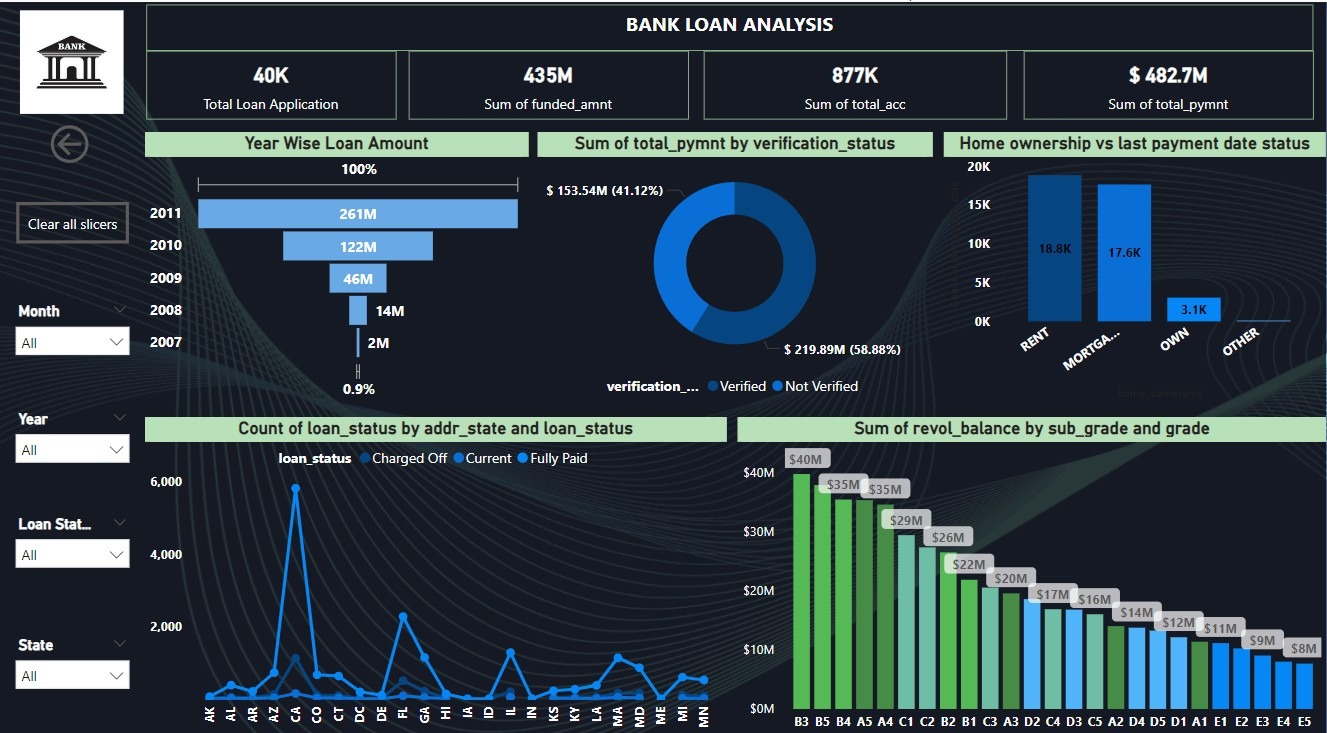 BANK
BANK LOAN ANALYSIS
40K
Total Loan Application
435M
Sum of funded_amnt
877K
Sum of total_acc
$ 482.7M
Sum of total_pymnt
Clear all slicers
Month
All
Year
All
Loan Stat...
All
State
All
Year Wise Loan Amount
100%
2011 261M
2010 122M
2009 46M
2008 14M
2007 2M
0.9%
Sum of total_pymnt by verification_status
$ 153.54M (41.12%)
$ 219.89M (58.88%)
verification_... Verified Not Verified
Home ownership vs last payment date status
20K
15K
10K
5K
0K
18.8K
17.6K
3.1K
RENT
MORTGA...
OWN
OTHER
Count of loan_status by addr_state and loan_status
loan_status Charged Off Current Fully Paid
6,000
4,000
2,000
AK AL AR AZ CA CO CT DC DE FL GA HI IA ID IL IN KS KY LA MA MD ME MI MN
Sum of revol_balance by sub_grade and grade
$40M
$30M
$20M
$10M
$0M
$40M
$35M
$35M
$29M
$26M
$22M
$20M
$17M
$16M
$14M
$12M
$11M
$9M
$8M
B3 B5 B4 A5 A4 C1 C2 B2 B1 C3 A3 D2 C4 D3 C5 A2 D4 D5 D1 A1 E1 E2 E3 E4 E5